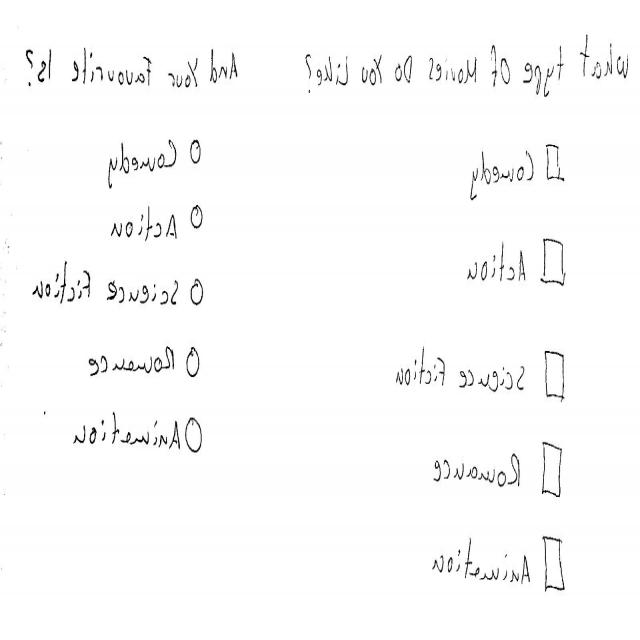 What type Of Movies Do You Like?
Comedy
Action
Science Fiction
Romance
Animation
And Your Favourite Is?
Comedy
Action
Science Fiction
Romance
Animation